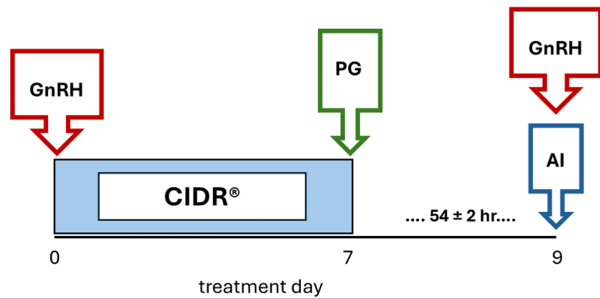 GnRH
PG
GnRH
AI
CIDR®
.... 54 ± 2 hr....
0
7
9
treatment day